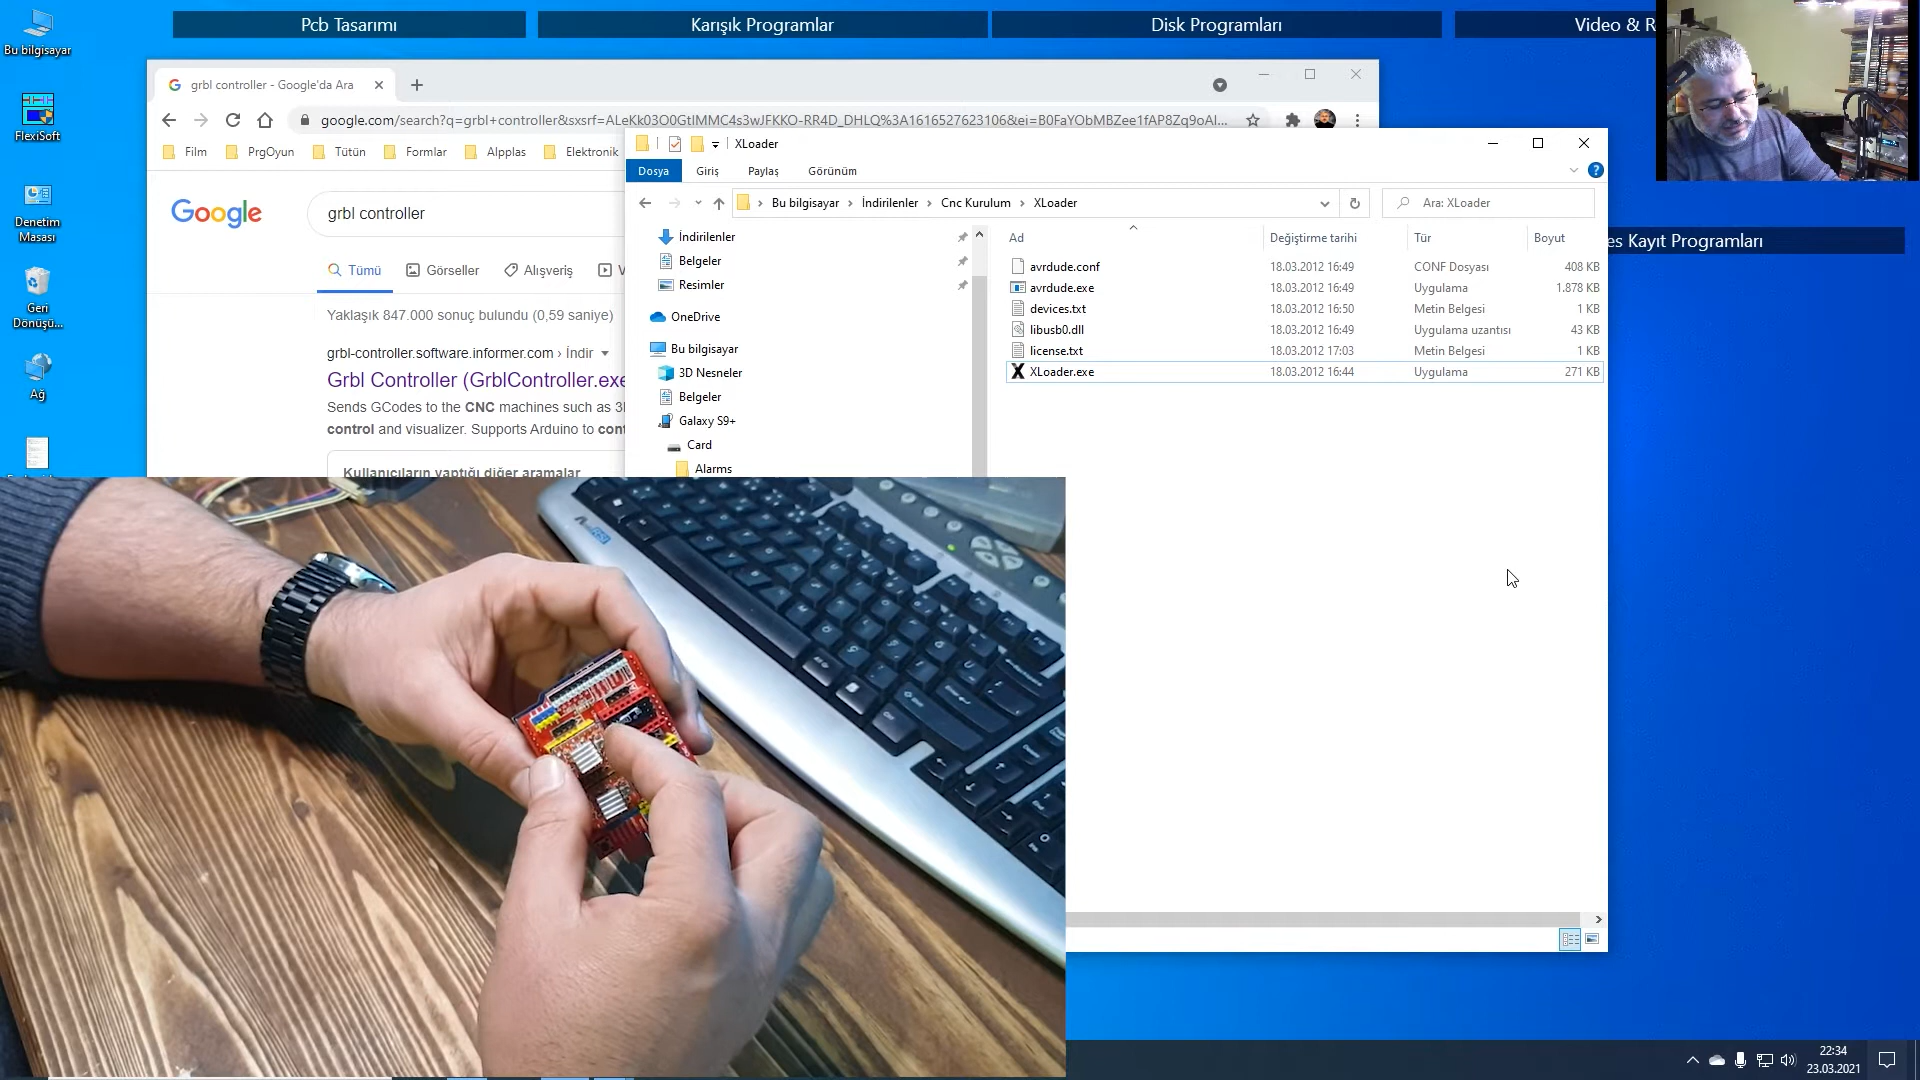 Pcb Tasarımı
Karışık Programlar
Disk Programları
Video & R
Bu bilgisayar
FlexiSoft
Denetim
Masası
Geri
Dönüşü...
Ağ
grbl controller - Google'da Ara
google.com/search?q=grbl+controller&sxsrf=ALeKk03O0GtIMMC4s3wJFKKO-RR4D_DHLQ%3A1616527623106&ei=B0FaYObMBZee1fAP8Zq9oAI...
Film
PrgOyun
Tütün
Formlar
Alpplas
Elektronik
Google
grbl controller
Tümü
Görseller
Alışveriş
V
Yaklaşık 847.000 sonuç bulundu (0,59 saniye)
grbl-controller.software.informer.com › İndir
Grbl Controller (GrblController.exe
Sends GCodes to the CNC machines such as 3
control and visualizer. Supports Arduino to con
Kullanıcıların yaptığı diğer aramalar
XLoader
Dosya
Giriş
Paylaş
Görünüm
Bu bilgisayar › İndirilenler › Cnc Kurulum › XLoader
Ara: XLoader
İndirilenler
Belgeler
Resimler
OneDrive
Bu bilgisayar
3D Nesneler
Belgeler
Galaxy S9+
Card
Alarms
Ad Değiştirme tarihi Tür Boyut
avrdude.conf 18.03.2012 16:49 CONF Dosyası 408 KB
avrdude.exe 18.03.2012 16:49 Uygulama 1.878 KB
devices.txt 18.03.2012 16:50 Metin Belgesi 1 KB
libusb0.dll 18.03.2012 16:49 Uygulama uzantısı 43 KB
license.txt 18.03.2012 17:03 Metin Belgesi 1 KB
XLoader.exe 18.03.2012 16:44 Uygulama 271 KB
es Kayıt Programları
22:34
23.03.2021